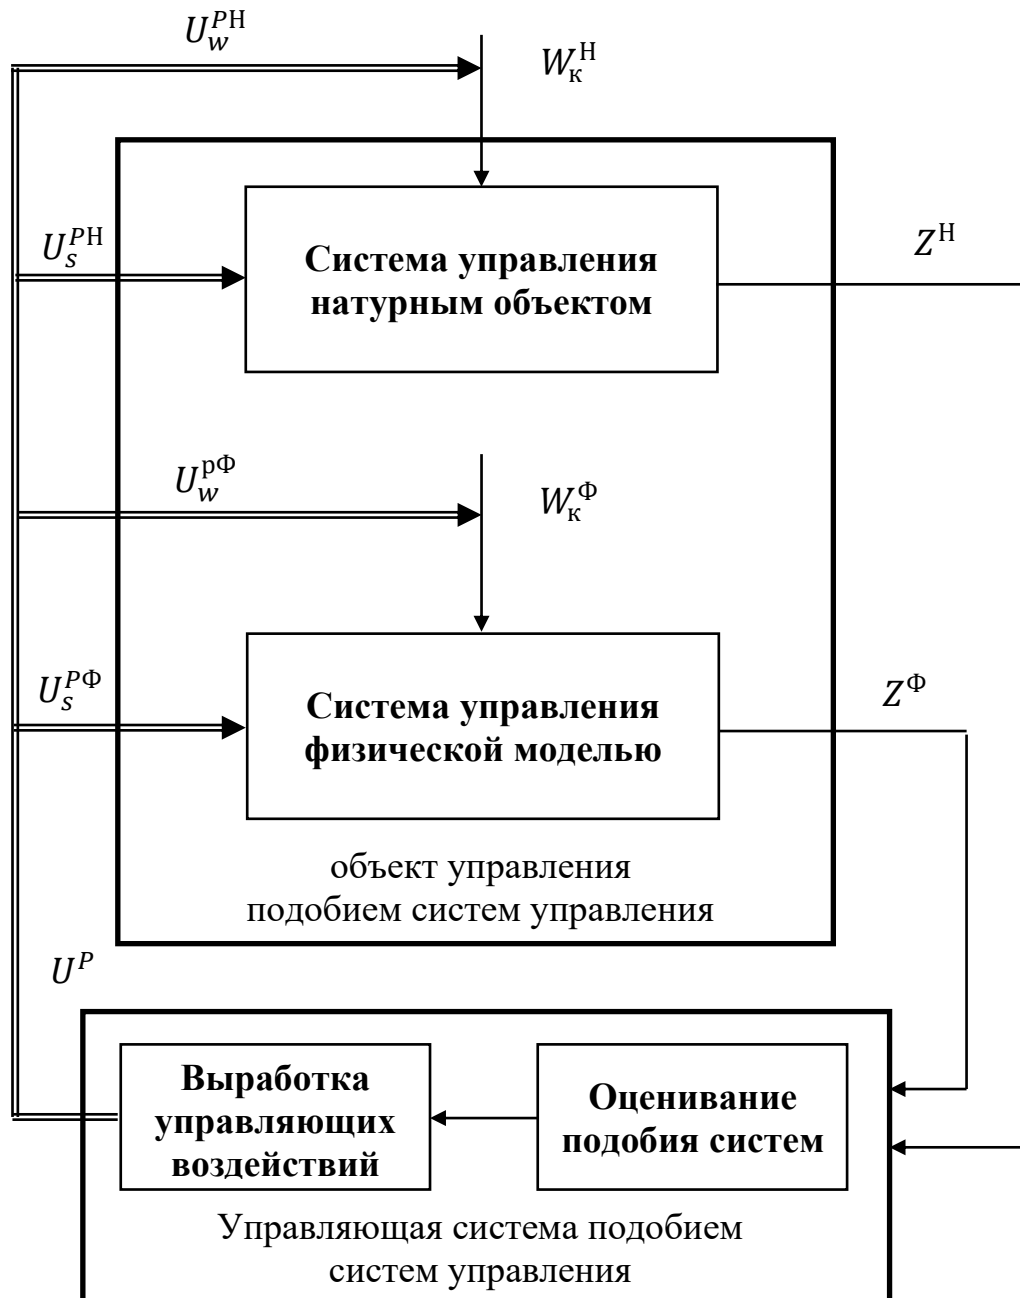 U_w^{PН}
W_к^Н
U_s^{PН}
Система управления
натурным объектом
Z^Н
U_w^{рФ}
W_к^Ф
U_s^{PФ}
Система управления
физической моделью
Z^Ф
объект управления
подобием систем управления
U^P
Выработка
управляющих
воздействий
Оценивание
подобия систем
Управляющая система подобием
систем управления